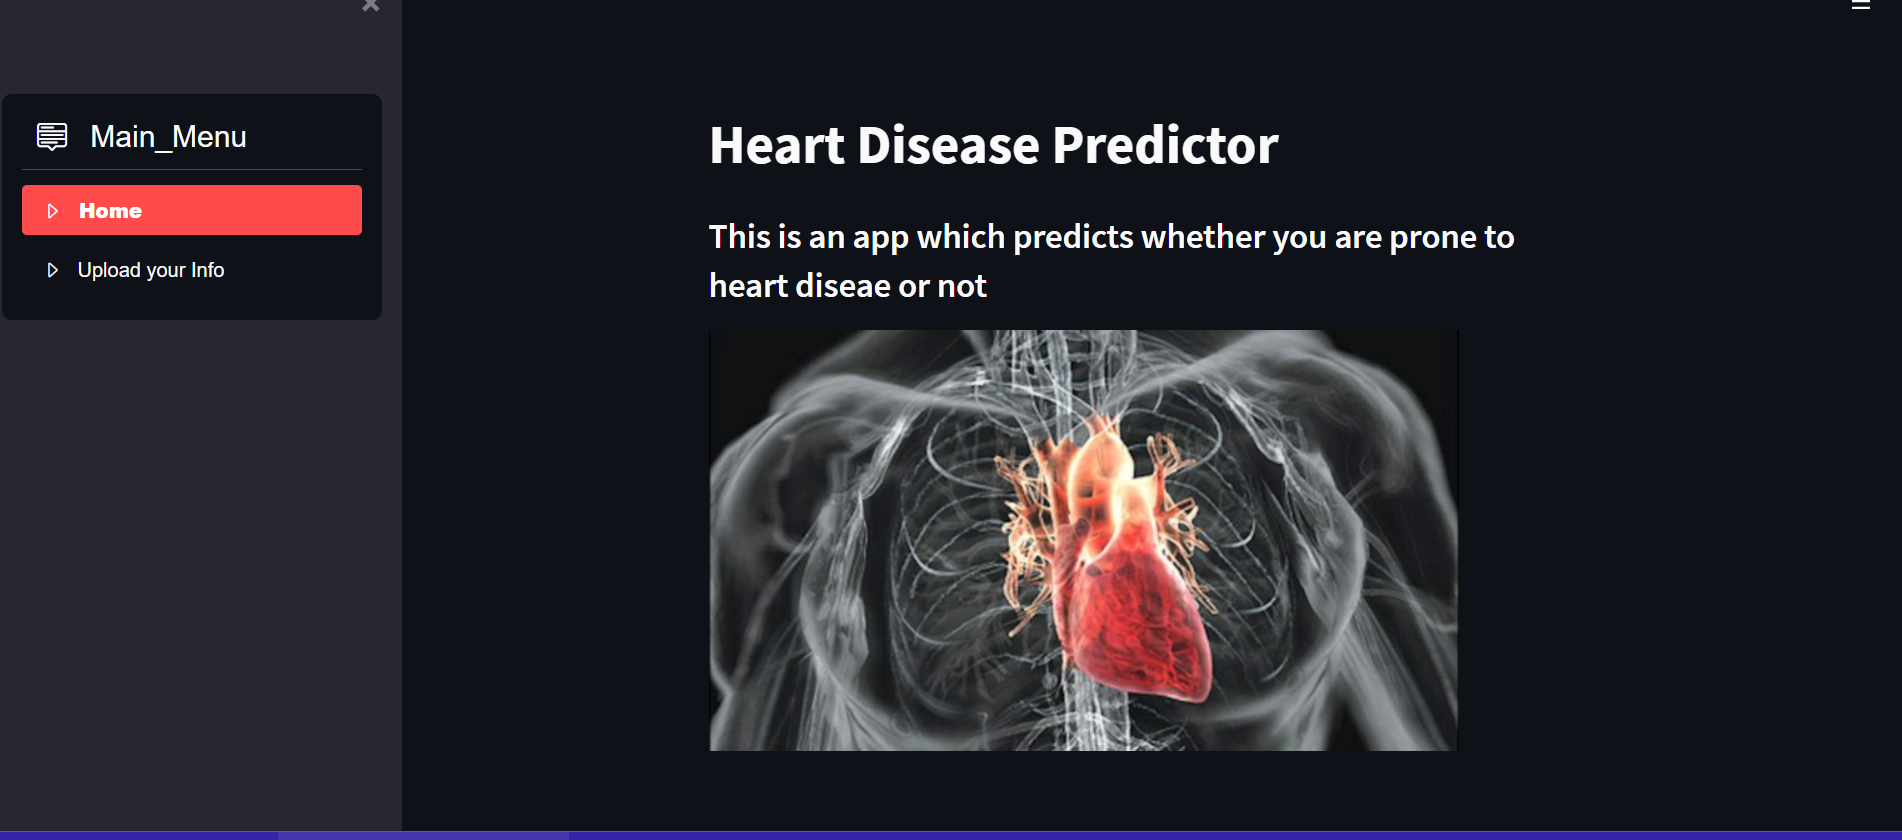 Main_Menu
Home
Upload your Info
Heart Disease Predictor
This is an app which predicts whether you are prone to
heart diseae or not